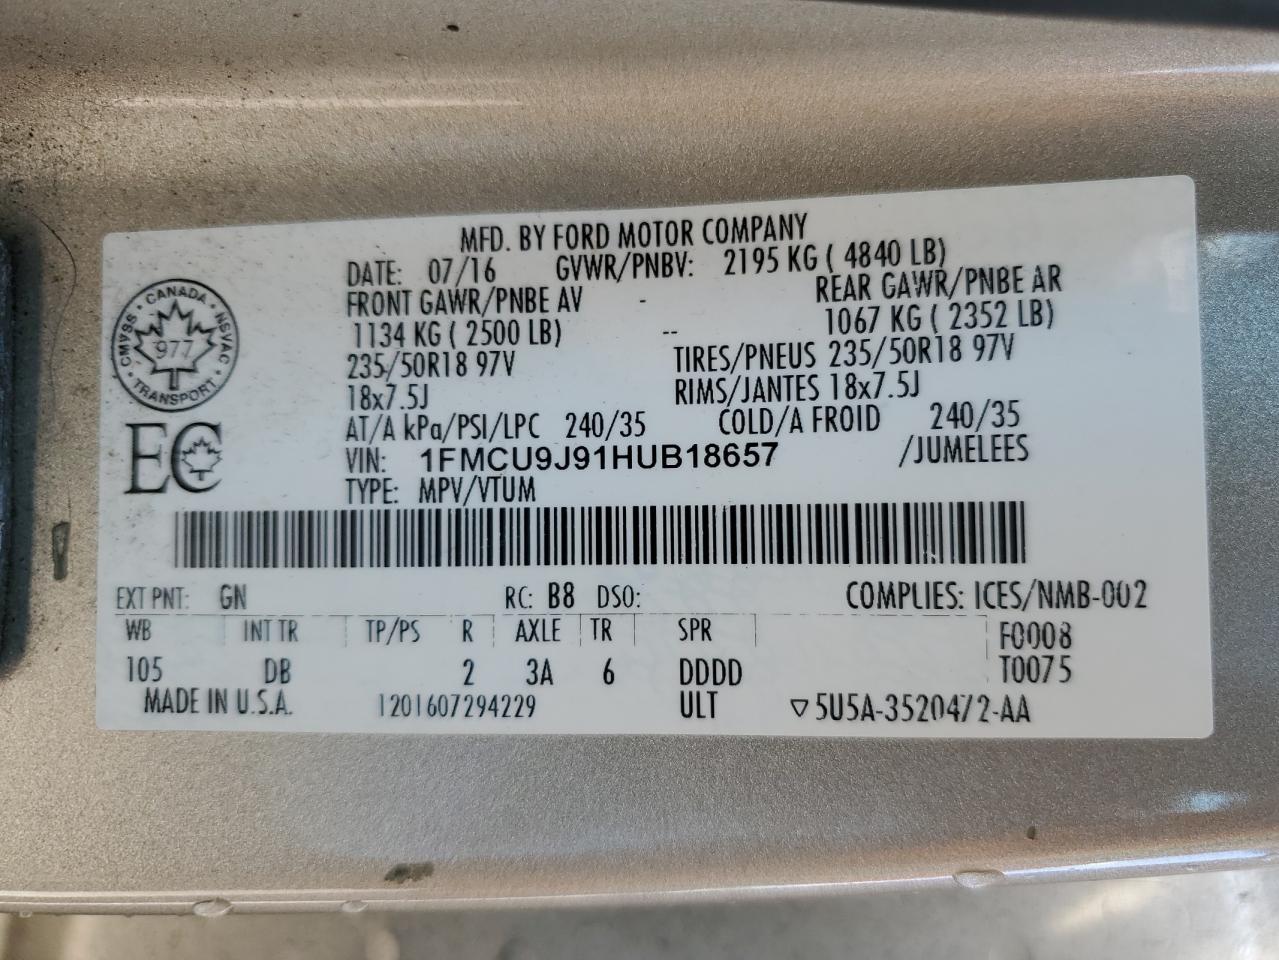 MFD. BY FORD MOTOR COMPANY
DATE: 07/16 GVWR/PNBV: 2195 KG ( 4840 LB)
FRONT GAWR/PNBE AV - REAR GAWR/PNBE AR
1134 KG ( 2500 LB) -- 1067 KG ( 2352 LB)
235/50R18 97V TIRES/PNEUS 235/50R18 97V
18x7.5J RIMS/JANTES 18x7.5J
AT/A kPa/PSI/LPC 240/35 COLD/A FROID 240/35
VIN: 1FMCU9J91HUB18657 /JUMELEES
TYPE: MPV/VTUM
CANADA · NSVAC · TRANSPORT · CMVSS ·
977
EC
EXT PNT: GN RC: B8 DSO: COMPLIES: ICES/NMB-002
WB INT TR TP/PS R AXLE TR SPR F0008
105 DB 2 3A 6 DDDD T0075
MADE IN U.S.A. 1201607294229 ULT ▽5U5A-3520472-AA